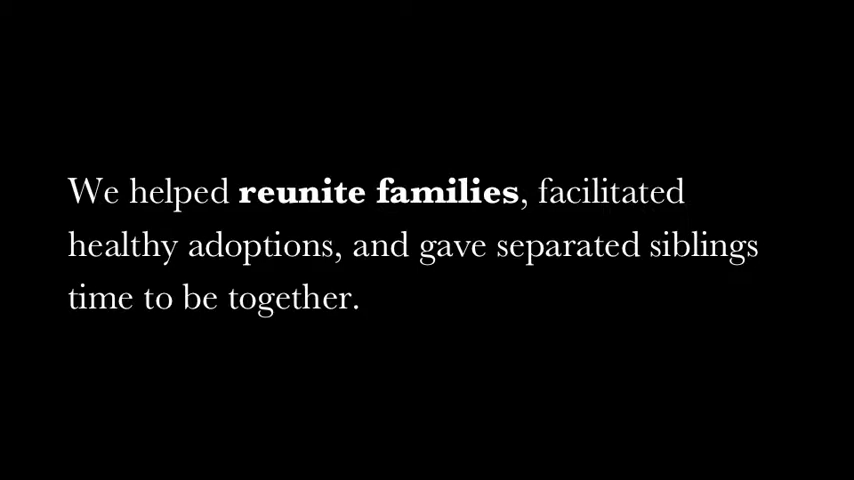 We helped reunite families, facilitated
healthy adoptions, and gave separated siblings
time to be together.